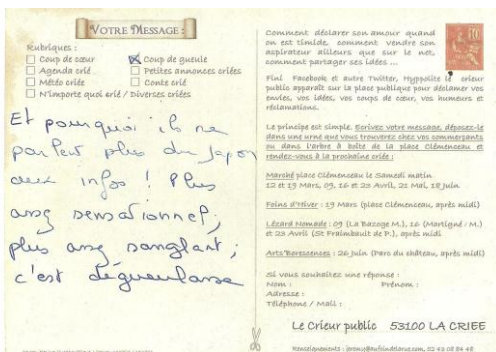 VOTRE MESSAGE :
Rubriques :
Coup de cœur
Coup de gueule
Agenda crié
Petites annonces criées
Météo criée
Conte crié
N'importe quoi crié / Diverses criées
Et pourquoi ils ne
parlent plus du Japon
aux infos ! Plus
assez sensationnel;
plus assez sanglant;
c'est dégueulasse
Comment déclarer son amour quand
on est timide, comment vendre son
aspirateur ailleurs que sur le net,
comment partager ses idées ...
Fini Facebook et autre Twitter, Hyppolite le crieur
public apparaît sur la place publique pour déclamer vos
envies, vos idées, vos coups de cœur, vos humeurs et
réclamations.
Le principe est simple. Ecrivez votre message, déposez-le
dans une urne que vous trouverez chez vos commerçants
ou dans l'arbre à boîte de la place Clémenceau et
rendez-vous à la prochaine criée :
Marché place Clémenceau le Samedi matin
12 et 19 Mars, 09, 16 et 23 Avril, 21 Mai, 18 Juin
Foins d'Hiver : 19 Mars (place Clémenceau, après midi)
Lézard Nomade : 09 (La Bazoge M.), 16 (Martigné / M.)
et 23 Avril (St Fraimbault de P.), après midi
Arts'Boressences : 26 Juin (Parc du château, après midi)
Si vous souhaitez une réponse :
Nom : Prénom :
Adresse :
Téléphone / Mail :
Le Crieur public 53100 LA CRIEE